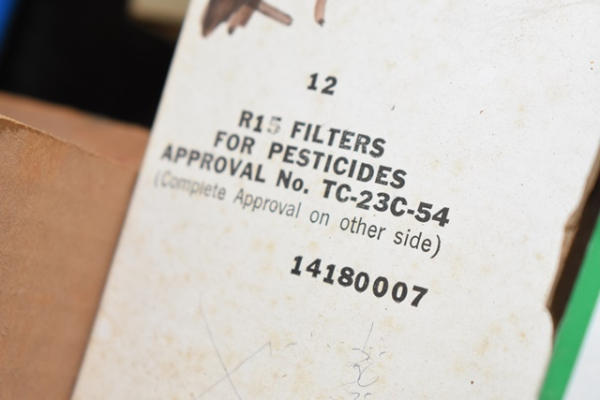 12
R15 FILTERS
FOR PESTICIDES
APPROVAL No. TC-23C-54
(Complete Approval on other side)
14180007